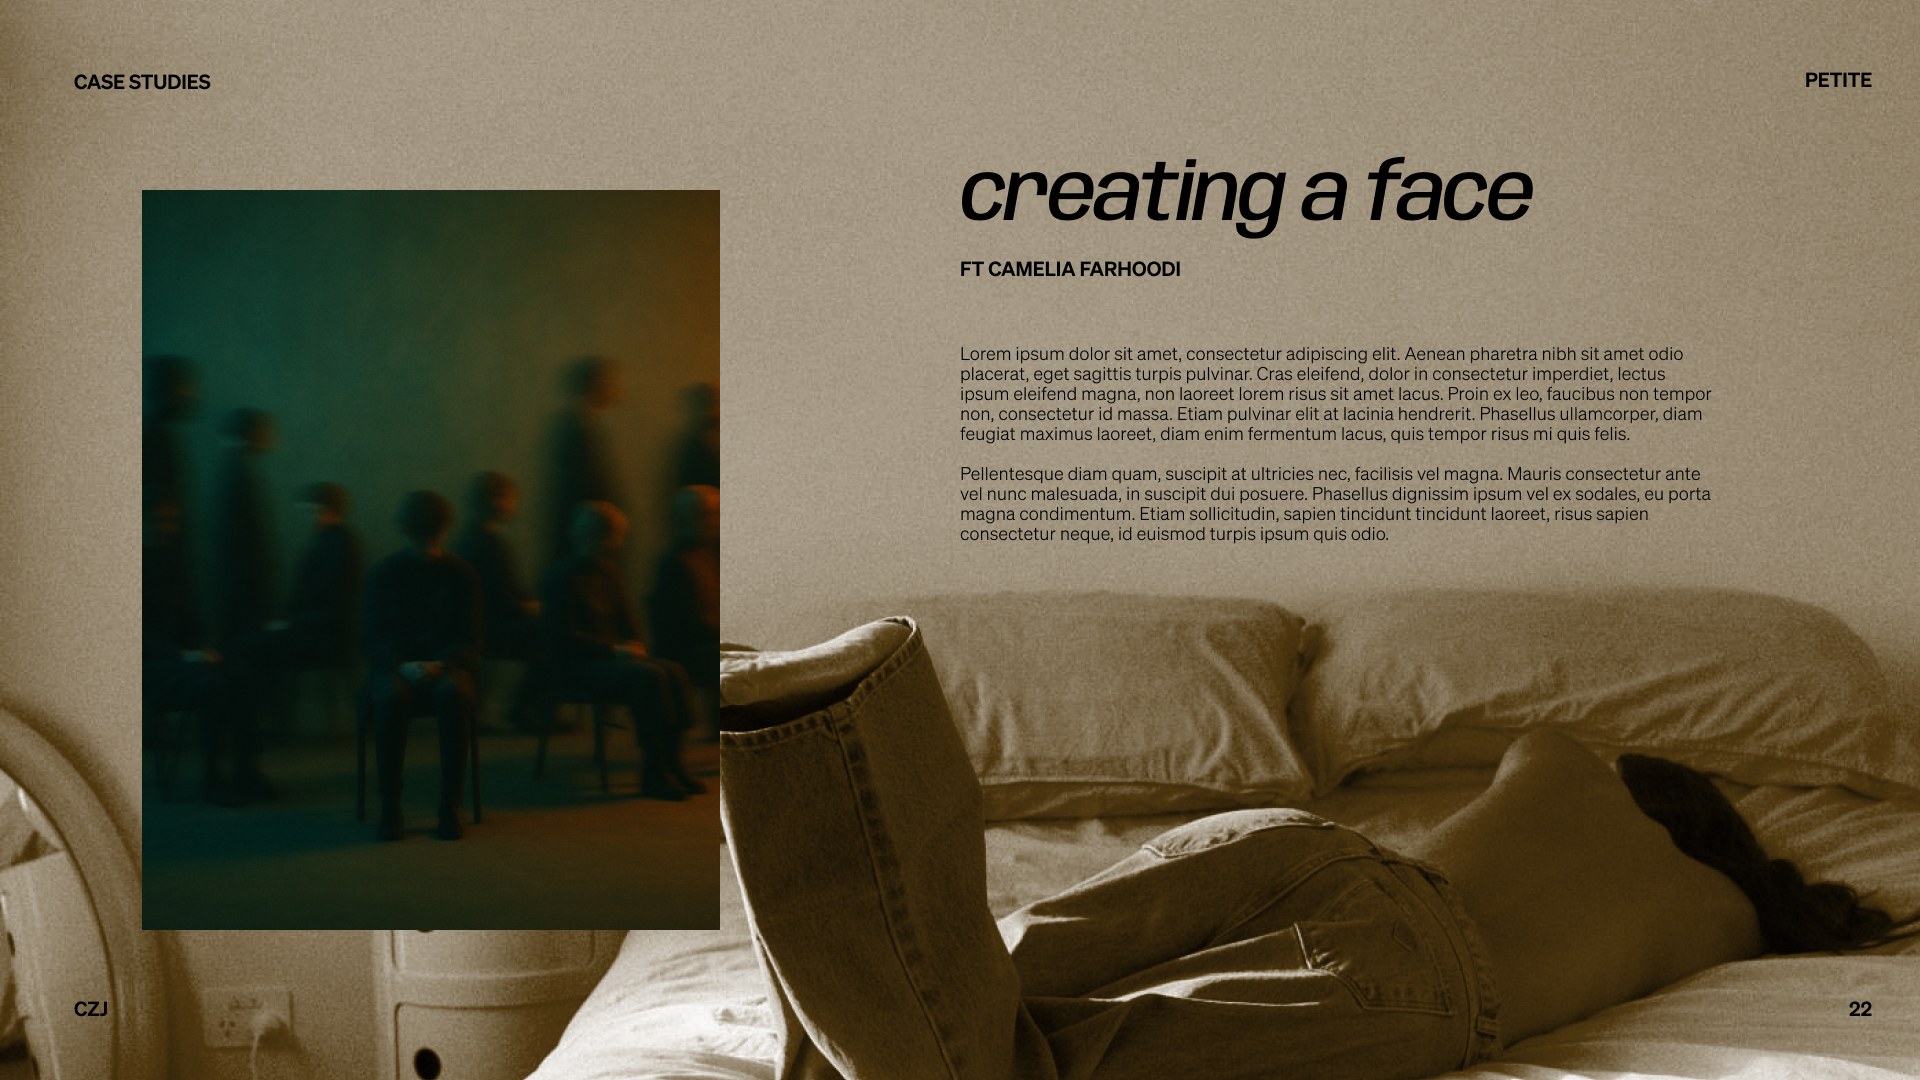 CASE STUDIES
PETITE
creating a face
FT CAMELIA FARHOODI
Lorem ipsum dolor sit amet, consectetur adipiscing elit. Aenean pharetra nibh sit amet odio
placerat, eget sagittis turpis pulvinar. Cras eleifend, dolor in consectetur imperdiet, lectus
ipsum eleifend magna, non laoreet lorem risus sit amet lacus. Proin ex leo, faucibus non tempor
non, consectetur id massa. Etiam pulvinar elit at lacinia hendrerit. Phasellus ullamcorper, diam
feugiat maximus laoreet, diam enim fermentum lacus, quis tempor risus mi quis felis.
Pellentesque diam quam, suscipit at ultricies nec, facilisis vel magna. Mauris consectetur ante
vel nunc malesuada, in suscipit dui posuere. Phasellus dignissim ipsum vel ex sodales, eu porta
magna condimentum. Etiam sollicitudin, sapien tincidunt tincidunt laoreet, risus sapien
consectetur neque, id euismod turpis ipsum quis odio.
CZJ
22